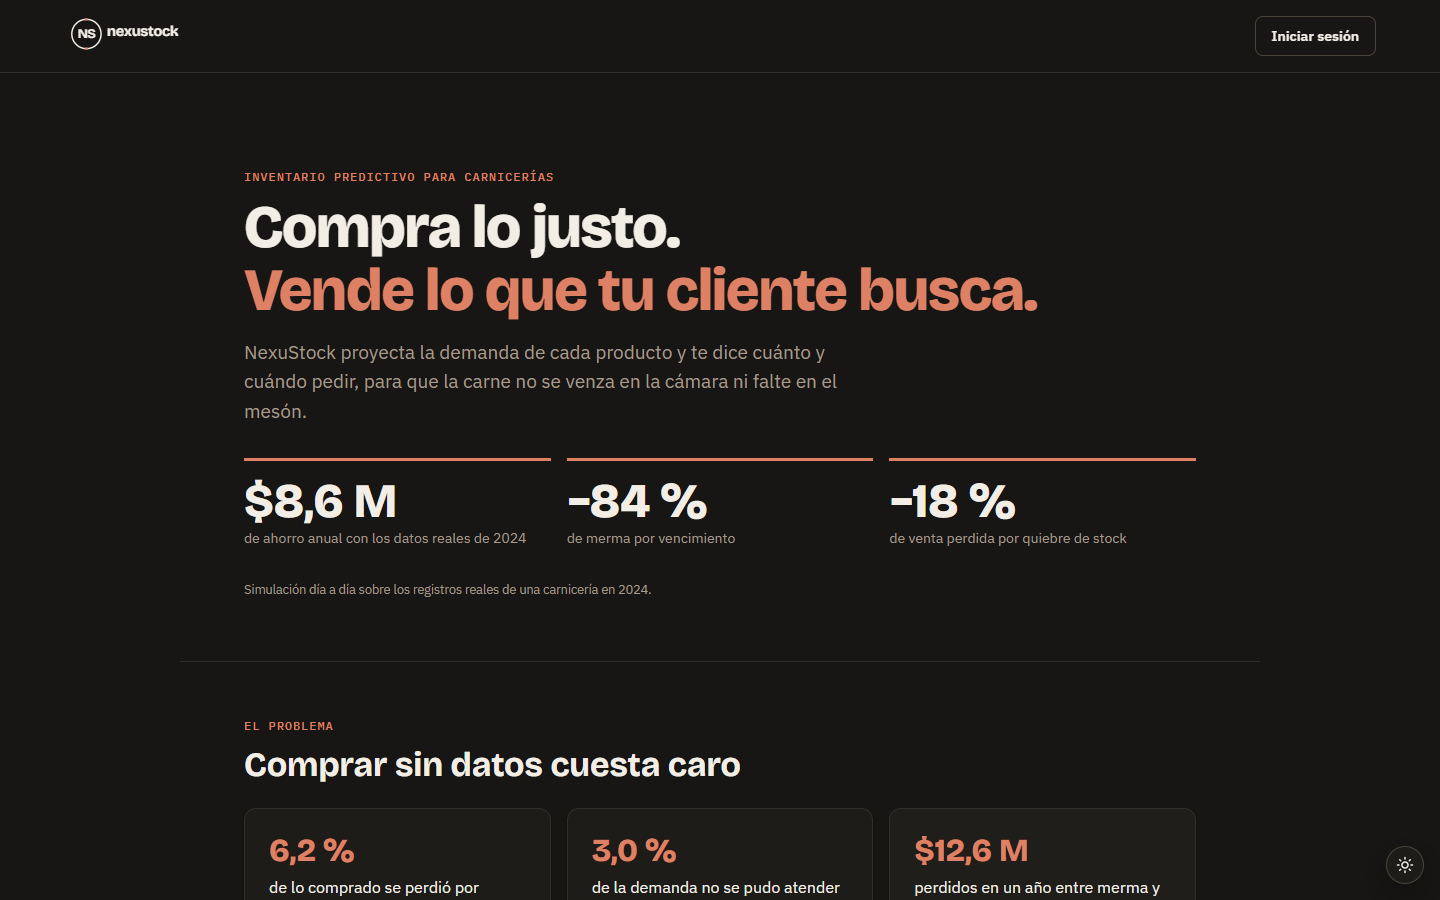 NS nexustock
Iniciar sesión
INVENTARIO PREDICTIVO PARA CARNICERÍAS
Compra lo justo.
Vende lo que tu cliente busca.
NexuStock proyecta la demanda de cada producto y te dice cuánto y
cuándo pedir, para que la carne no se venza en la cámara ni falte en el
mesón.
$8,6 M
de ahorro anual con los datos reales de 2024
−84 %
de merma por vencimiento
−18 %
de venta perdida por quiebre de stock
Simulación día a día sobre los registros reales de una carnicería en 2024.
EL PROBLEMA
Comprar sin datos cuesta caro
6,2 %
de lo comprado se perdió por
3,0 %
de la demanda no se pudo atender
$12,6 M
perdidos en un año entre merma y